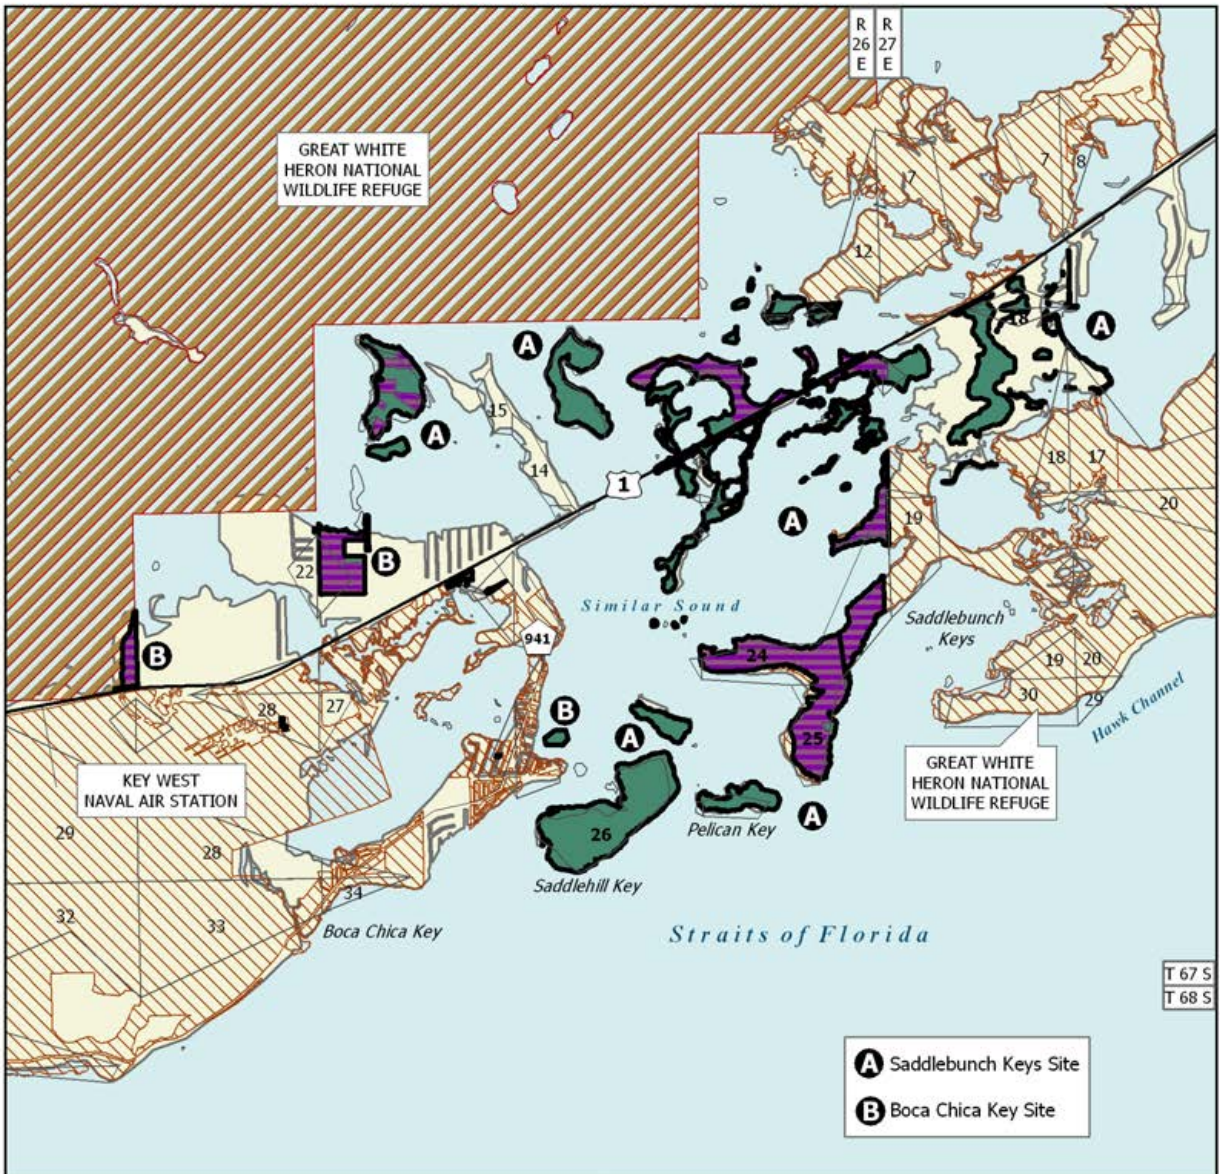 R
26
E
R
27
E
GREAT WHITE
HERON NATIONAL
WILDLIFE REFUGE
7
8
7
12
18
A
A
15
A
14
1
18
17
20
A
19
22
B
Similar Sound
Saddlebunch
Keys
941
B
24
19
20
30
29
Hawk Channel
28
27
B
A
25
KEY WEST
NAVAL AIR STATION
GREAT WHITE
HERON NATIONAL
WILDLIFE REFUGE
29
28
26
Pelican Key
A
Saddlehill Key
34
32
33
Boca Chica Key
Straits of Florida
T 67 S
T 68 S
A Saddlebunch Keys Site
B Boca Chica Key Site